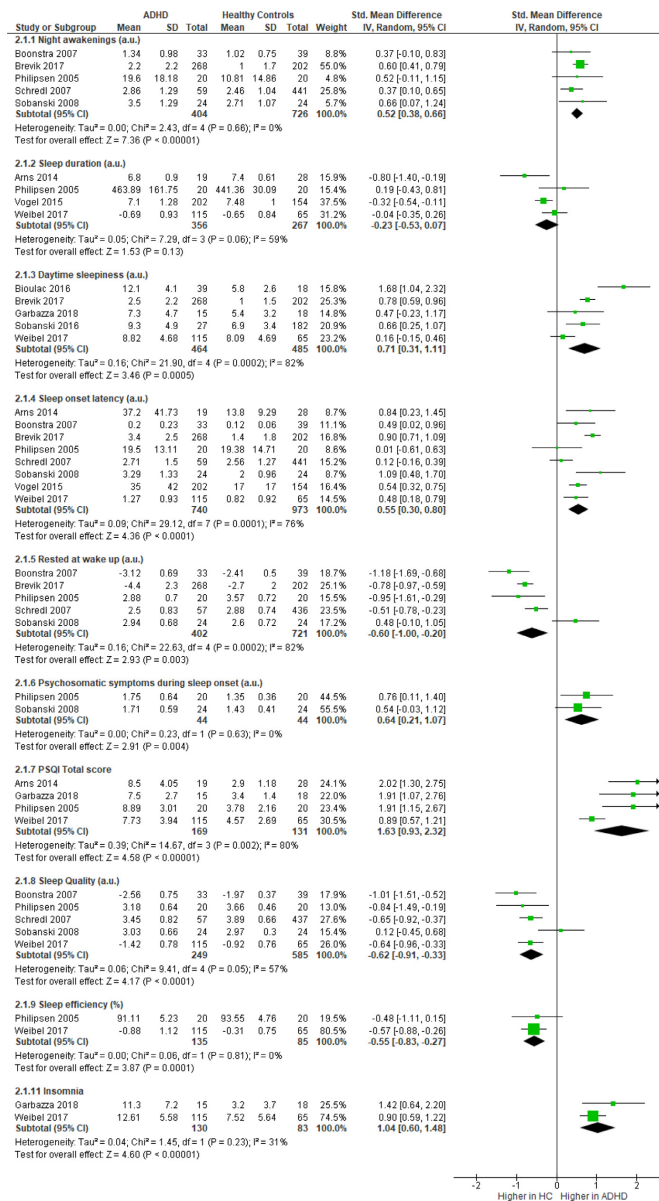 ADHD Healthy Controls Std. Mean Difference Std. Mean Difference
Study or Subgroup Mean SD Total Mean SD Total Weight IV, Random, 95% CI IV, Random, 95% CI
2.1.1 Night awakenings (a.u.)
Boonstra 2007 1.34 0.98 33 1.02 0.75 39 8.8% 0.37 [-0.10, 0.83]
Brevik 2017 2.2 2.2 268 1 1.7 202 60.0% 0.60 [0.41, 0.79]
Philipsen 2005 19.6 18.18 20 10.81 14.86 20 5.4% 0.52 [-0.11, 1.15]
Schredl 2007 2.86 1.29 59 2.46 1.04 441 24.4% 0.37 [0.10, 0.65]
Sobanski 2008 3.5 1.29 24 2.71 1.07 24 6.4% 0.66 [0.07, 1.24]
Subtotal (95% CI) 404 726 100.0% 0.52 [0.38, 0.66]
Heterogeneity: Tau² = 0.00; Chi² = 2.43, df = 4 (P = 0.66); I² = 0%
Test for overall effect: Z = 7.36 (P < 0.00001)
2.1.2 Sleep duration (a.u.)
Arns 2014 6.8 0.9 19 7.4 0.61 28 15.9% -0.80 [-1.40, -0.19]
Philipsen 2005 463.89 161.75 20 441.36 30.09 20 15.4% 0.19 [-0.43, 0.81]
Vogel 2015 7.1 1.28 202 7.48 1 154 37.5% -0.32 [-0.54, -0.11]
Weibel 2017 -0.69 0.93 115 -0.65 0.84 65 31.2% -0.04 [-0.35, 0.26]
Subtotal (95% CI) 356 267 100.0% -0.23 [-0.53, 0.07]
Heterogeneity: Tau² = 0.05; Chi² = 7.29, df = 3 (P = 0.06); I² = 59%
Test for overall effect: Z = 1.53 (P = 0.13)
2.1.3 Daytime sleepiness (a.u.)
Bioulac 2016 12.1 4.1 39 5.8 2.6 18 15.8% 1.68 [1.04, 2.32]
Brevik 2017 2.5 2.2 268 1 1.5 202 25.2% 0.78 [0.59, 0.96]
Garbazza 2018 7.3 4.7 15 5.4 3.2 18 14.5% 0.47 [-0.23, 1.17]
Sobanski 2016 9.3 4.9 27 6.9 3.4 182 21.4% 0.66 [0.25, 1.07]
Weibel 2017 8.82 4.68 115 8.09 4.69 65 23.2% 0.16 [-0.15, 0.46]
Subtotal (95% CI) 464 485 100.0% 0.71 [0.31, 1.11]
Heterogeneity: Tau² = 0.16; Chi² = 21.90, df = 4 (P = 0.0002); I² = 82%
Test for overall effect: Z = 3.46 (P = 0.0005)
2.1.4 Sleep onset latency (a.u.)
Arns 2014 37.2 41.73 19 13.8 9.29 28 8.7% 0.84 [0.23, 1.45]
Boonstra 2007 0.2 0.23 33 0.12 0.06 39 11.1% 0.49 [0.02, 0.96]
Brevik 2017 3.4 2.5 268 1.4 1.8 202 17.5% 0.90 [0.71, 1.09]
Philipsen 2005 19.5 13.11 20 19.38 14.71 20 8.5% 0.01 [-0.61, 0.63]
Schredl 2007 2.71 1.5 59 2.56 1.27 441 15.9% 0.12 [-0.16, 0.39]
Sobanski 2008 3.29 1.33 24 2 0.96 24 8.7% 1.09 [0.48, 1.70]
Vogel 2015 35 42 202 17 17 154 17.0% 0.54 [0.32, 0.75]
Weibel 2017 1.27 0.93 115 0.82 0.92 65 15.1% 0.48 [0.18, 0.79]
Subtotal (95% CI) 740 973 100.0% 0.55 [0.30, 0.80]
Heterogeneity: Tau² = 0.09; Chi² = 29.12, df = 7 (P = 0.0001); I² = 76%
Test for overall effect: Z = 4.36 (P < 0.0001)
2.1.5 Rested at wake up (a.u.)
Boonstra 2007 -3.12 0.69 33 -2.41 0.5 39 18.7% -1.18 [-1.69, -0.68]
Brevik 2017 -4.4 2.3 268 -2.7 2 202 25.1% -0.78 [-0.97, -0.59]
Philipsen 2005 2.88 0.7 20 3.57 0.72 20 15.9% -0.95 [-1.61, -0.29]
Schredl 2007 2.5 0.83 57 2.88 0.74 436 23.3% -0.51 [-0.78, -0.23]
Sobanski 2008 2.94 0.68 24 2.6 0.72 24 17.2% 0.48 [-0.10, 1.05]
Subtotal (95% CI) 402 721 100.0% -0.60 [-1.00, -0.20]
Heterogeneity: Tau² = 0.16; Chi² = 22.63, df = 4 (P = 0.0002); I² = 82%
Test for overall effect: Z = 2.93 (P = 0.003)
2.1.6 Psychosomatic symptoms during sleep onset (a.u.)
Philipsen 2005 1.75 0.64 20 1.35 0.36 20 44.5% 0.76 [0.11, 1.40]
Sobanski 2008 1.71 0.59 24 1.43 0.41 24 55.5% 0.54 [-0.03, 1.12]
Subtotal (95% CI) 44 44 100.0% 0.64 [0.21, 1.07]
Heterogeneity: Tau² = 0.00; Chi² = 0.23, df = 1 (P = 0.63); I² = 0%
Test for overall effect: Z = 2.91 (P = 0.004)
2.1.7 PSQI Total score
Arns 2014 8.5 4.05 19 2.9 1.18 28 24.1% 2.02 [1.30, 2.75]
Garbazza 2018 7.5 2.7 15 3.4 1.4 18 21.9% 1.91 [1.07, 2.76]
Philipsen 2005 8.89 3.01 20 3.78 2.16 20 23.4% 1.91 [1.15, 2.67]
Weibel 2017 7.73 3.94 115 4.57 2.69 65 30.5% 0.89 [0.57, 1.21]
Subtotal (95% CI) 169 131 100.0% 1.63 [0.93, 2.32]
Heterogeneity: Tau² = 0.39; Chi² = 14.67, df = 3 (P = 0.002); I² = 80%
Test for overall effect: Z = 4.58 (P < 0.00001)
2.1.8 Sleep Quality (a.u.)
Boonstra 2007 -2.56 0.75 33 -1.97 0.37 39 17.9% -1.01 [-1.51, -0.52]
Philipsen 2005 3.18 0.64 20 3.66 0.46 20 13.0% -0.84 [-1.49, -0.19]
Schredl 2007 3.45 0.82 57 3.89 0.66 437 27.6% -0.65 [-0.92, -0.37]
Sobanski 2008 3.03 0.66 24 2.97 0.3 24 15.5% 0.12 [-0.45, 0.68]
Weibel 2017 -1.42 0.78 115 -0.92 0.76 65 26.0% -0.64 [-0.96, -0.33]
Subtotal (95% CI) 249 585 100.0% -0.62 [-0.91, -0.33]
Heterogeneity: Tau² = 0.06; Chi² = 9.41, df = 4 (P = 0.05); I² = 57%
Test for overall effect: Z = 4.17 (P < 0.0001)
2.1.9 Sleep efficiency (%)
Philipsen 2005 91.11 5.23 20 93.55 4.76 20 19.5% -0.48 [-1.11, 0.15]
Weibel 2017 -0.88 1.12 115 -0.31 0.75 65 80.5% -0.57 [-0.88, -0.26]
Subtotal (95% CI) 135 85 100.0% -0.55 [-0.83, -0.27]
Heterogeneity: Tau² = 0.00; Chi² = 0.06, df = 1 (P = 0.81); I² = 0%
Test for overall effect: Z = 3.87 (P = 0.0001)
2.1.11 Insomnia
Garbazza 2018 11.3 7.2 15 3.2 3.7 18 25.5% 1.42 [0.64, 2.20]
Weibel 2017 12.61 5.58 115 7.52 5.64 65 74.5% 0.90 [0.59, 1.22]
Subtotal (95% CI) 130 83 100.0% 1.04 [0.60, 1.48]
Heterogeneity: Tau² = 0.04; Chi² = 1.45, df = 1 (P = 0.23); I² = 31%
Test for overall effect: Z = 4.60 (P < 0.00001)
-2 -1 0 1 2
Higher in HC Higher in ADHD